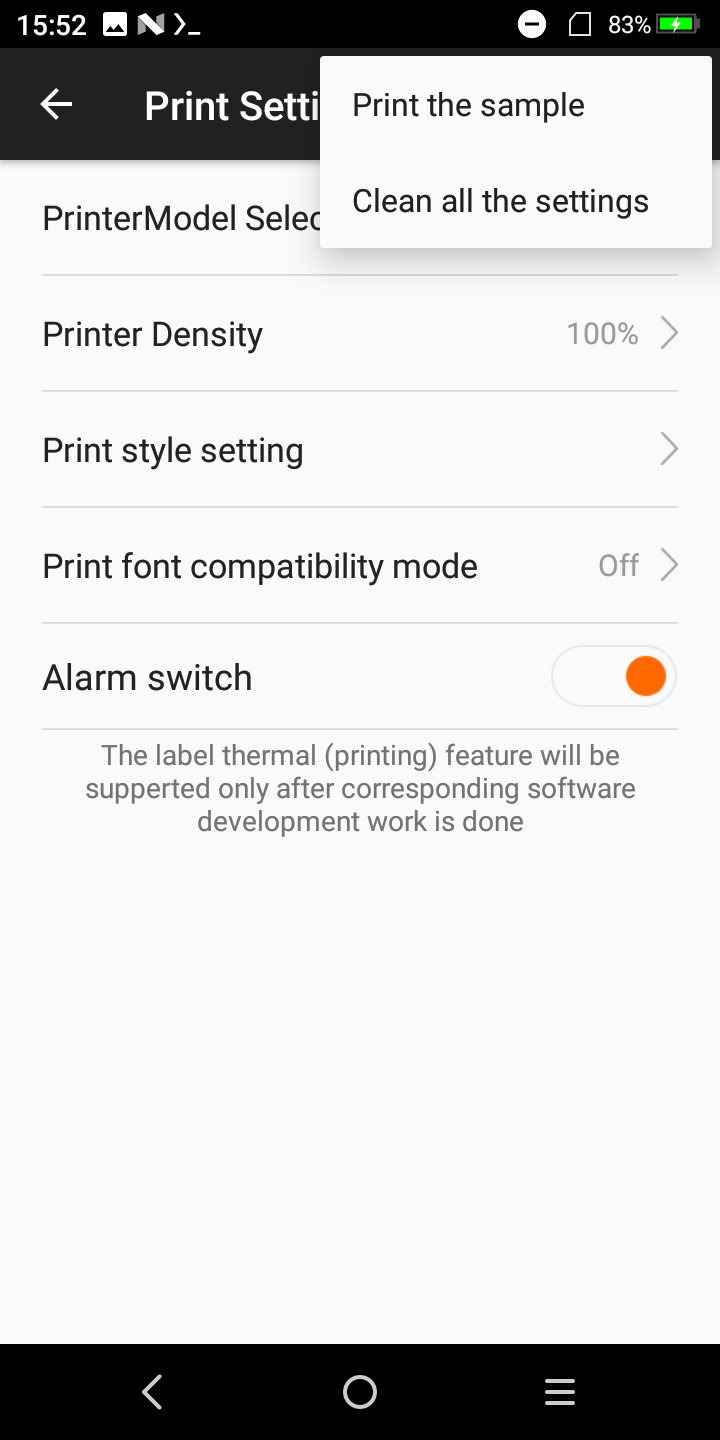 15:52
83%
Print Setti
Print the sample
Clean all the settings
PrinterModel Selec
Printer Density
100%
Print style setting
Print font compatibility mode
Off
Alarm switch
The label thermal (printing) feature will be
supperted only after corresponding software
development work is done